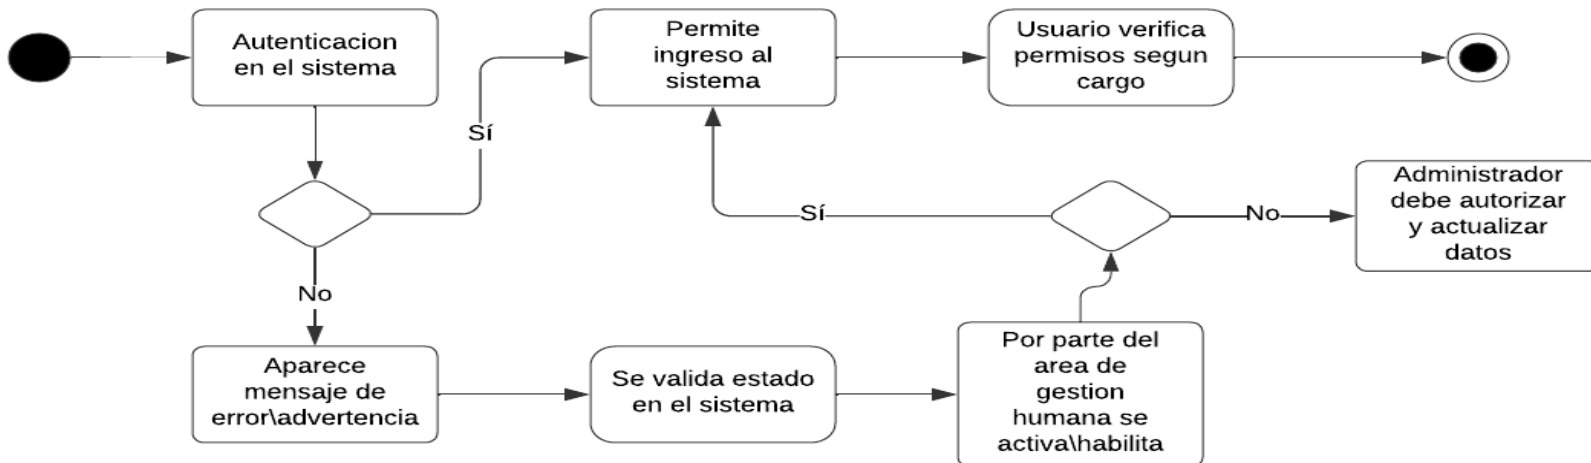 Autenticacion
en el sistema
Permite
ingreso al
sistema
Usuario verifica
permisos segun
cargo
Sí
Administrador
debe autorizar
y actualizar
datos
Sí
No
No
Aparece
mensaje de
error\advertencia
Se valida estado
en el sistema
Por parte del
area de
gestion
humana se
activa\habilita